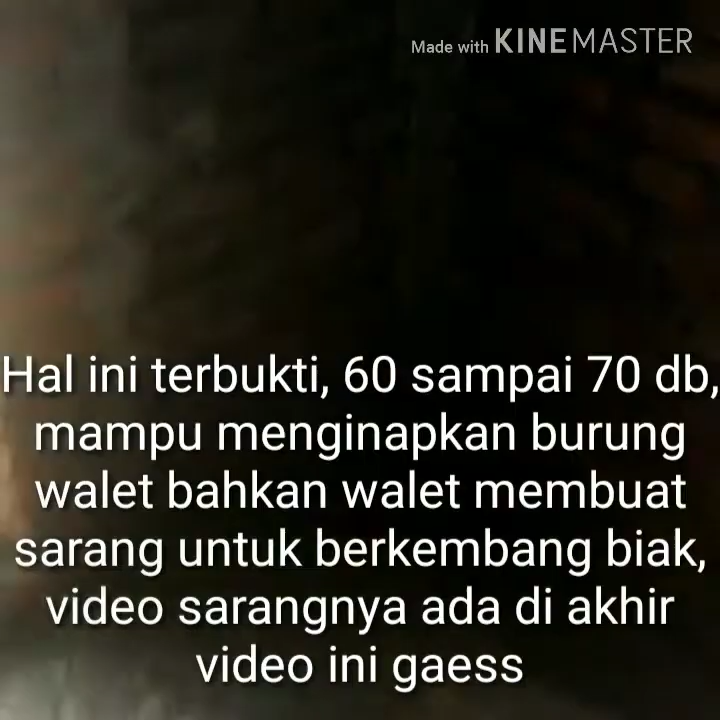 Made with KINEMASTER
Hal ini terbukti, 60 sampai 70 db,
mampu menginapkan burung
walet bahkan walet membuat
sarang untuk berkembang biak,
video sarangnya ada di akhir
video ini gaess